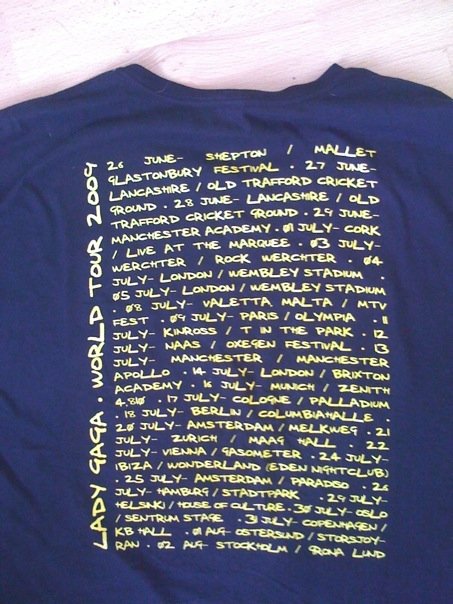 LADY GAGA · WORLD TOUR 2009
26 JUNE- SHEPTON / MALLET
GLASTONBURY FESTIVAL · 27 JUNE-
LANCASHIRE / OLD TRAFFORD CRICKET
GROUND · 28 JUNE- LANCASHIRE / OLD
TRAFFORD CRICKET GROUND · 29 JUNE-
MANCHESTER ACADEMY · 01 JULY- CORK
/ LIVE AT THE MARQUEE · 03 JULY-
WERCHTER / ROCK WERCHTER · 04
JULY- LONDON / WEMBLEY STADIUM ·
05 JULY- LONDON / WEMBLEY STADIUM
· 08 JULY- VALETTA, MALTA / MTV
FEST · 09 JULY- PARIS / OLYMPIA · 11
JULY- KINROSS / T IN THE PARK · 12
JULY- NAAS / OXEGEN FESTIVAL · 13
JULY- MANCHESTER / MANCHESTER
APOLLO · 14 JULY- LONDON / BRIXTON
ACADEMY · 16 JULY- MUNICH / ZENITH
4.810 · 17 JULY- COLOGNE / PALLADIUM
· 18 JULY- BERLIN / COLUMBIAHALLE ·
20 JULY- AMSTERDAM / MELKWEG · 21
JULY- ZURICH / MAAG HALL · 22
JULY- VIENNA / GASOMETER · 24 JULY-
IBIZA / WONDERLAND (EDEN NIGHTCLUB)
· 25 JULY- AMSTERDAM / PARADISO · 26
JULY- HAMBURG / STADTPARK · 29 JULY-
HELSINKI / HOUSE OF CULTURE · 30 JULY- OSLO
/ SENTRUM STAGE · 31 JULY- COPENHAGEN /
KB HALL · 01 AUG- OSTERSUND / STORSJOY-
RAN · 02 AUG- STOCKHOLM / GRONA LUND